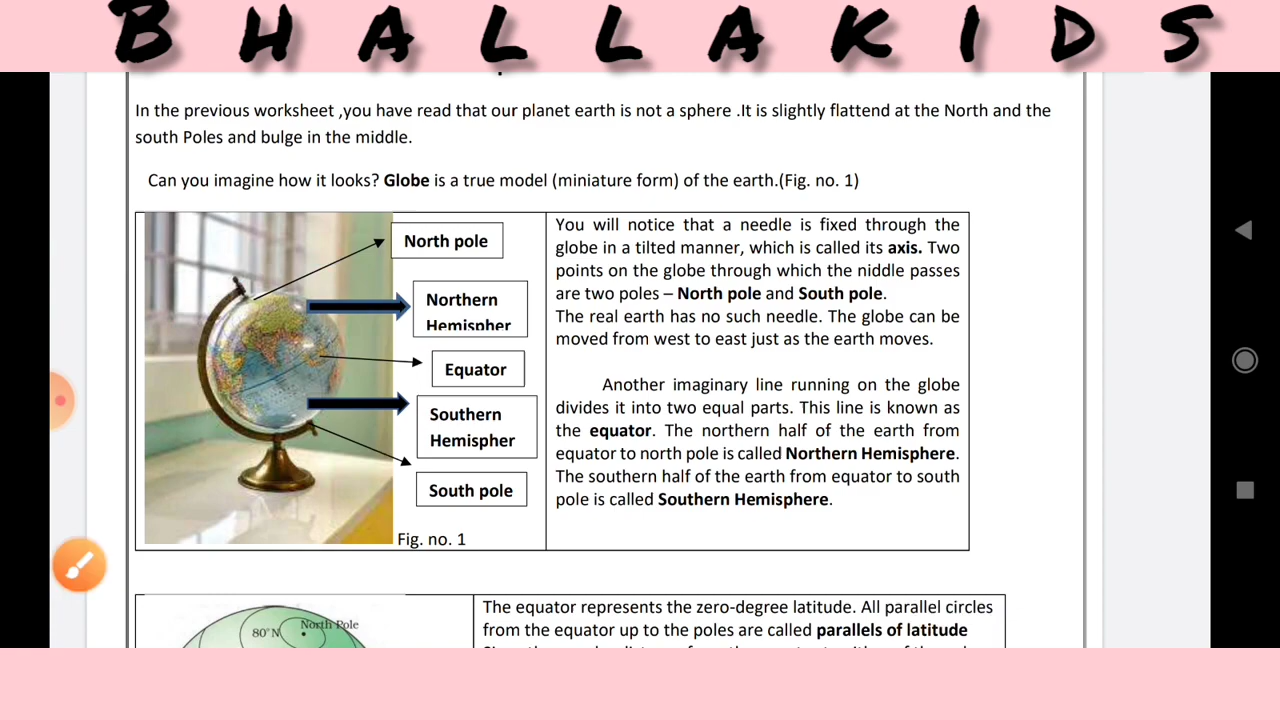 B H A L L A K I D S
In the previous worksheet ,you have read that our planet earth is not a sphere .It is slightly flattend at the North and the
south Poles and bulge in the middle.
Can you imagine how it looks? Globe is a true model (miniature form) of the earth.(Fig. no. 1)
North pole
Northern
Hemispher
Equator
Southern
Hemispher
South pole
Fig. no. 1
You will notice that a needle is fixed through the
globe in a tilted manner, which is called its axis. Two
points on the globe through which the niddle passes
are two poles – North pole and South pole.
The real earth has no such needle. The globe can be
moved from west to east just as the earth moves.
Another imaginary line running on the globe
divides it into two equal parts. This line is known as
the equator. The northern half of the earth from
equator to north pole is called Northern Hemisphere.
The southern half of the earth from equator to south
pole is called Southern Hemisphere.
80°N
North Pole
The equator represents the zero-degree latitude. All parallel circles
from the equator up to the poles are called parallels of latitude